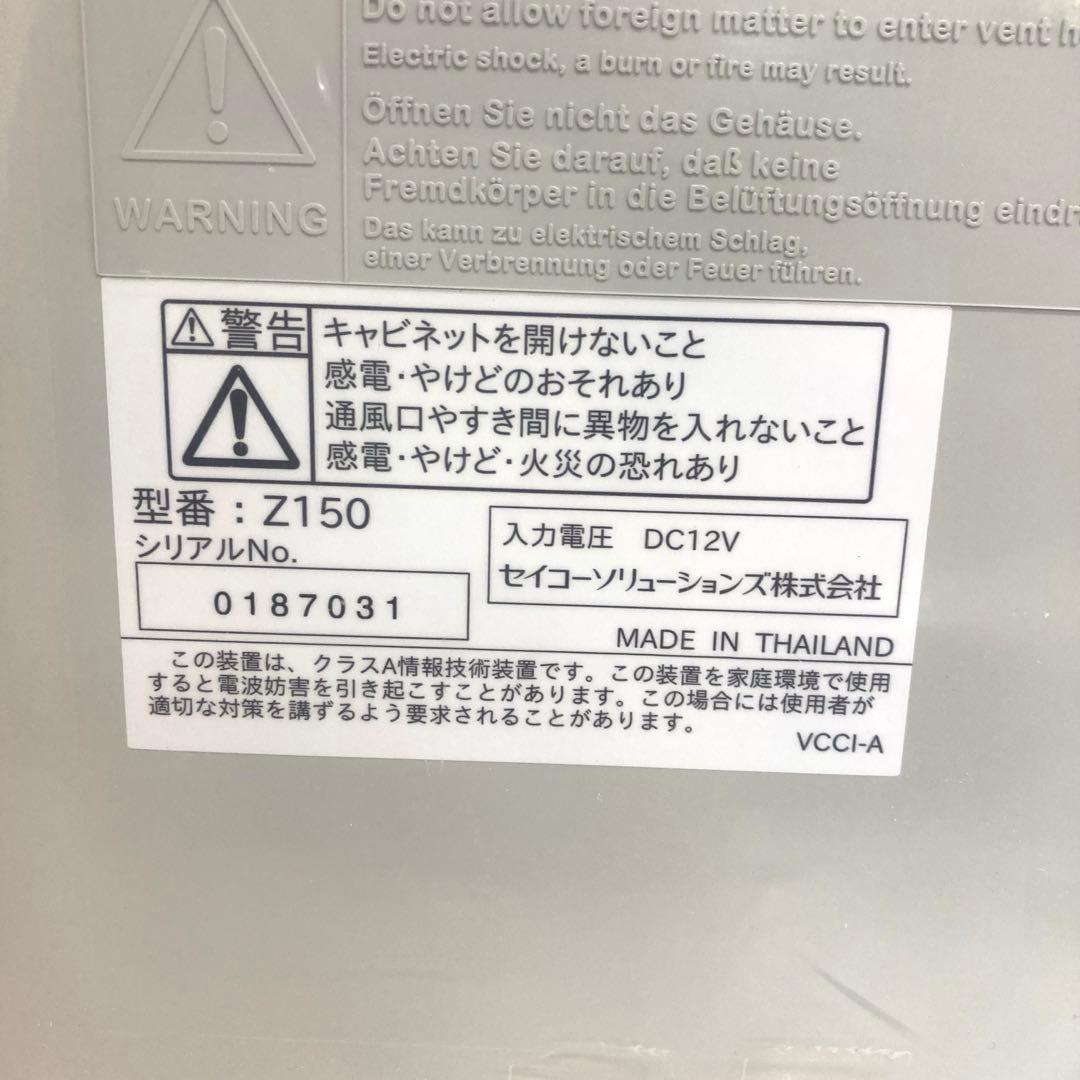 Do not allow foreign matter to enter vent
Electric shock, a burn or fire may result.
Öffnen Sie nicht das Gehäuse.
Achten Sie darauf, daß keine
Fremdkörper in die Belüftungsöffnung eindr
Das kann zu elektrischem Schlag,
einer Verbrennung oder Feuer führen.
WARNING
警告
キャビネットを開けないこと
感電・やけどのおそれあり
通風口やすき間に異物を入れないこと
感電・やけど・火災の恐れあり
型番:Z150
シリアルNo.
0187031
入力電圧 DC12V
セイコーソリューションズ株式会社
MADE IN THAILAND
この装置は、クラスA情報技術装置です。この装置を家庭環境で使用
すると電波妨害を引き起こすことがあります。この場合には使用者が
適切な対策を講ずるよう要求されることがあります。
VCCI-A